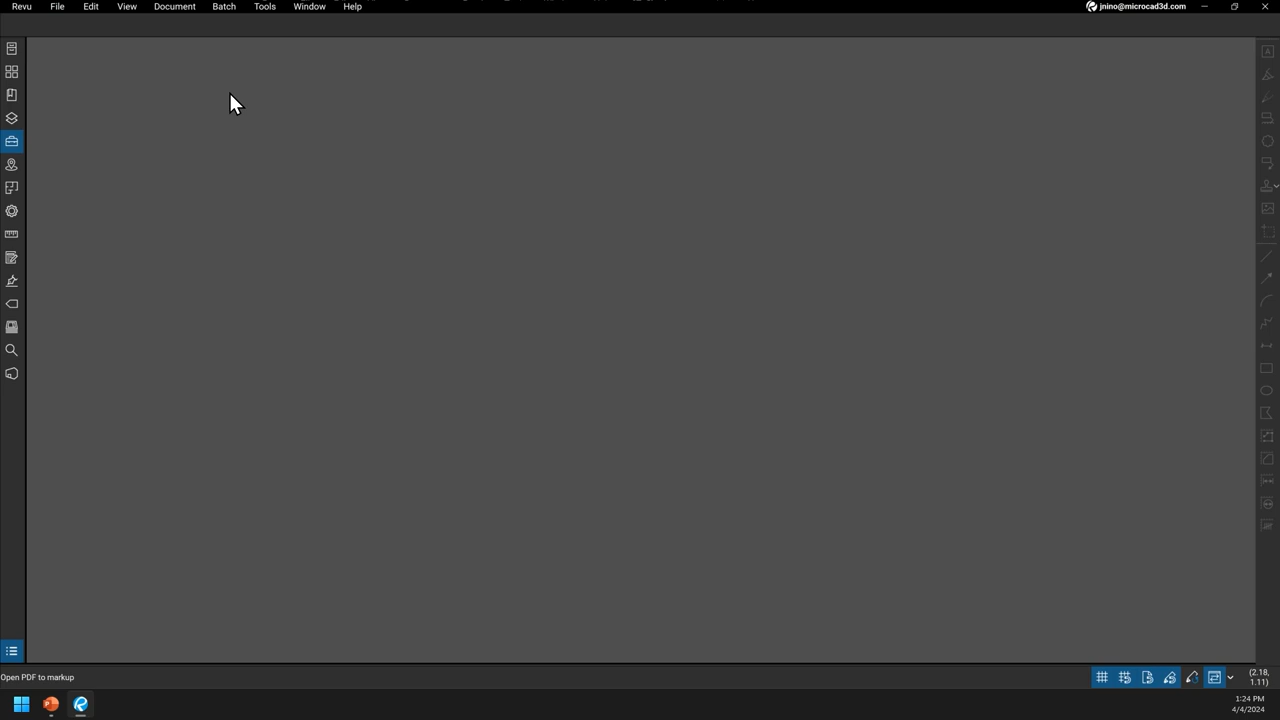 Revu File Edit View Document Batch Tools Window Help jnino@microcad3d.com
Open PDF to markup
(2.18,
1.11)
1:24 PM
4/4/2024